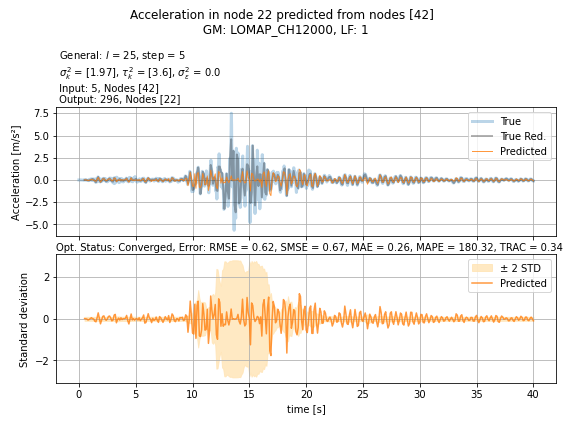 Acceleration in node 22 predicted from nodes [42]
GM: LOMAP_CH12000, LF: 1
General: l = 25, step = 5
σ²ₖ = [1.97], τ²ₖ = [3.6], σ²ε = 0.0
Input: 5, Nodes [42]
Output: 296, Nodes [22]
Acceleration [m/s²]
7.5
5.0
2.5
0.0
−2.5
−5.0
True
True Red.
Predicted
Opt. Status: Converged, Error: RMSE = 0.62, SMSE = 0.67, MAE = 0.26, MAPE = 180.32, TRAC = 0.34
Standard deviation
2
0
−2
± 2 STD
Predicted
0 5 10 15 20 25 30 35 40
time [s]